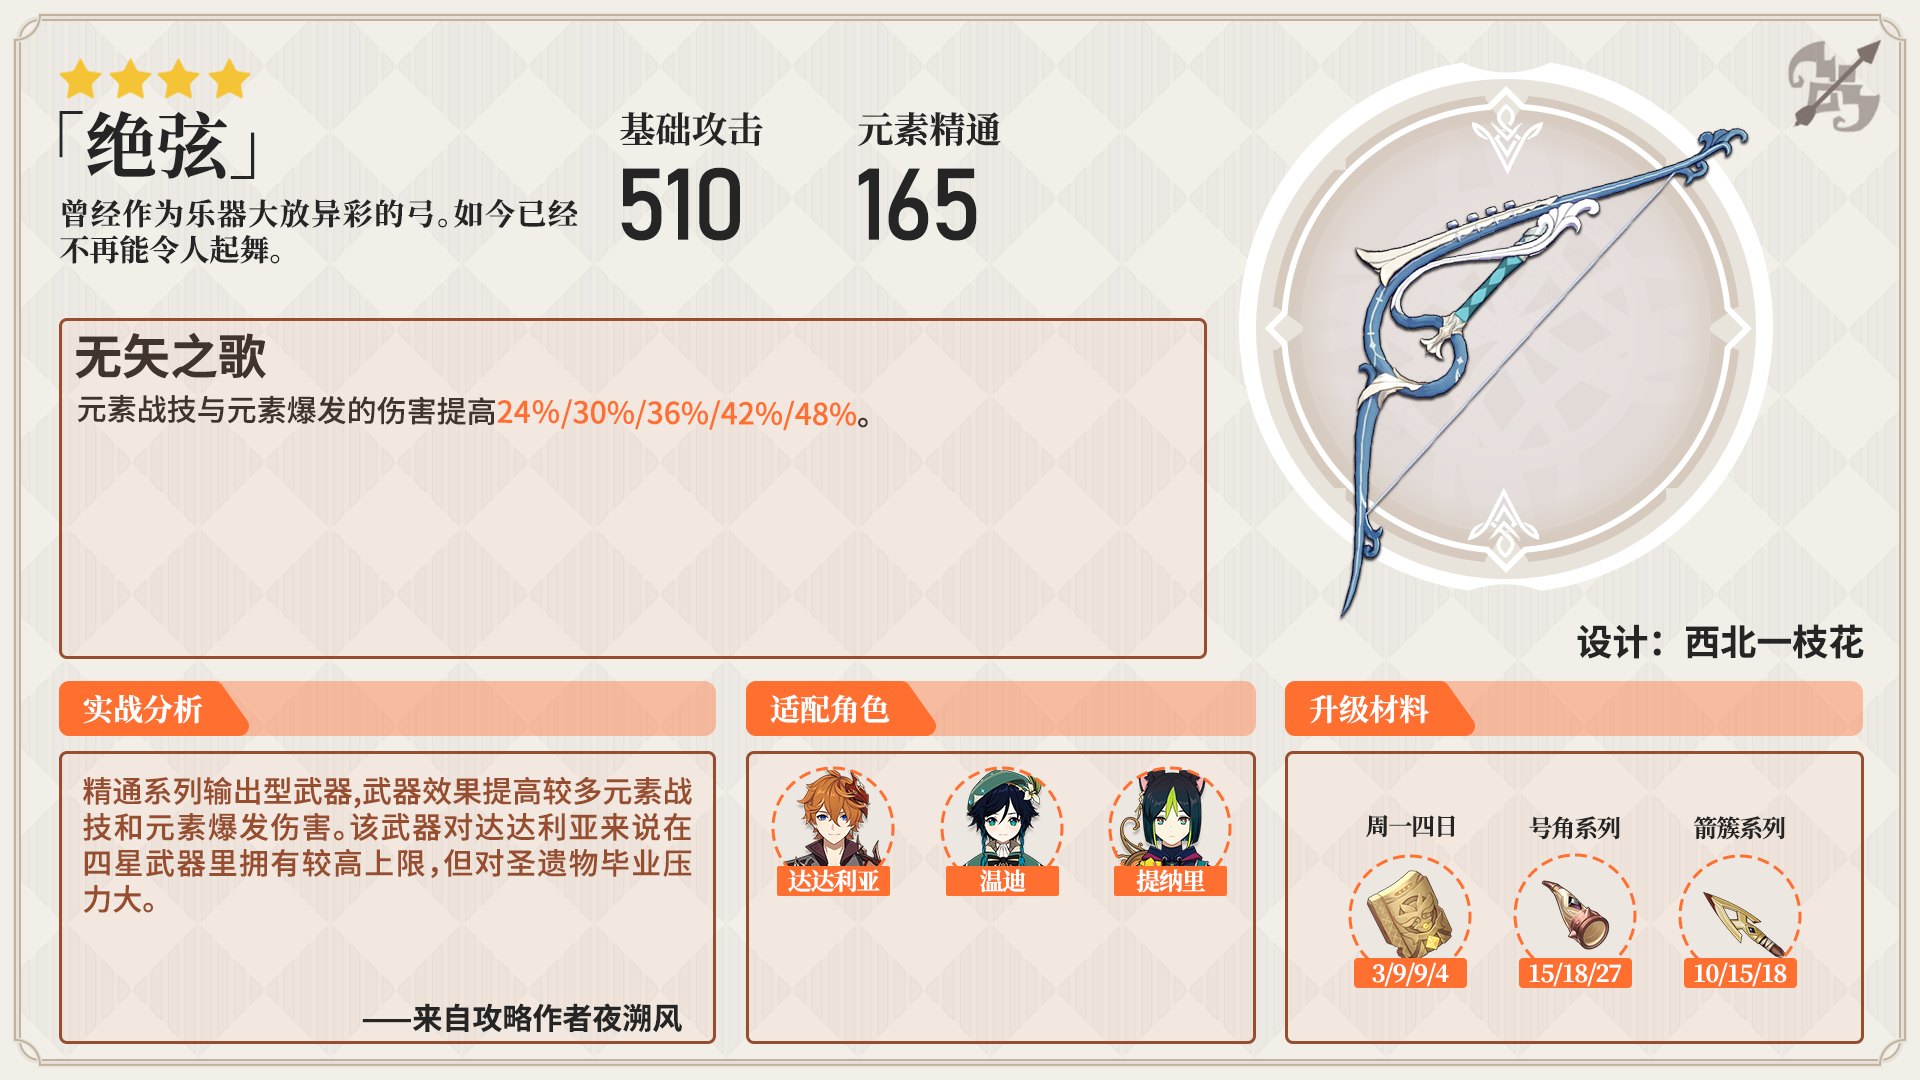 「绝弦」
曾经作为乐器大放异彩的弓。如今已经
不再能令人起舞。
基础攻击
510
元素精通
165
无矢之歌
元素战技与元素爆发的伤害提高24%/30%/36%/42%/48%。
设计：西北一枝花
实战分析
精通系列输出型武器,武器效果提高较多元素战
技和元素爆发伤害。该武器对达达利亚来说在
四星武器里拥有较高上限,但对圣遗物毕业压
力大。
——来自攻略作者夜溯风
适配角色
达达利亚
温迪
提纳里
升级材料
周一四日
号角系列
箭簇系列
3/9/9/4
15/18/27
10/15/18